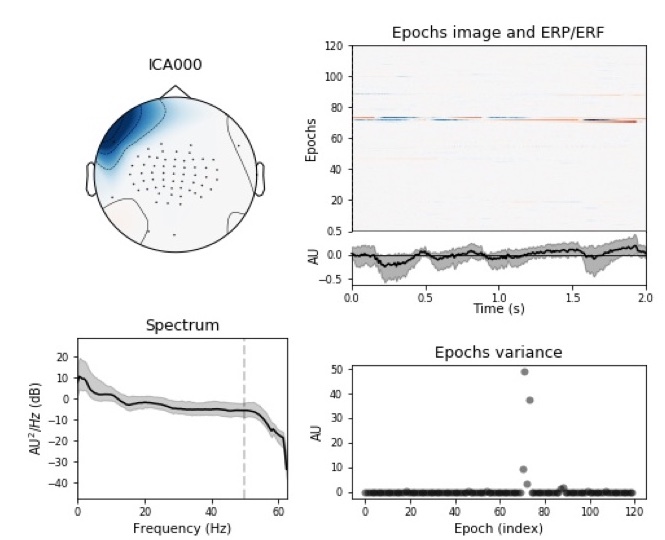 Epochs image and ERP/ERF
ICA000
120
100
80
60
40
20
0.5
Epochs
0.0
−0.5
AU
0.0 0.5 1.0 1.5 2.0
Time (s)
Spectrum
20
10
0
−10
−20
−30
−40
AU²/Hz (dB)
0 20 40 60
Frequency (Hz)
Epochs variance
50
40
30
20
10
0
AU
0 20 40 60 80 100 120
Epoch (index)